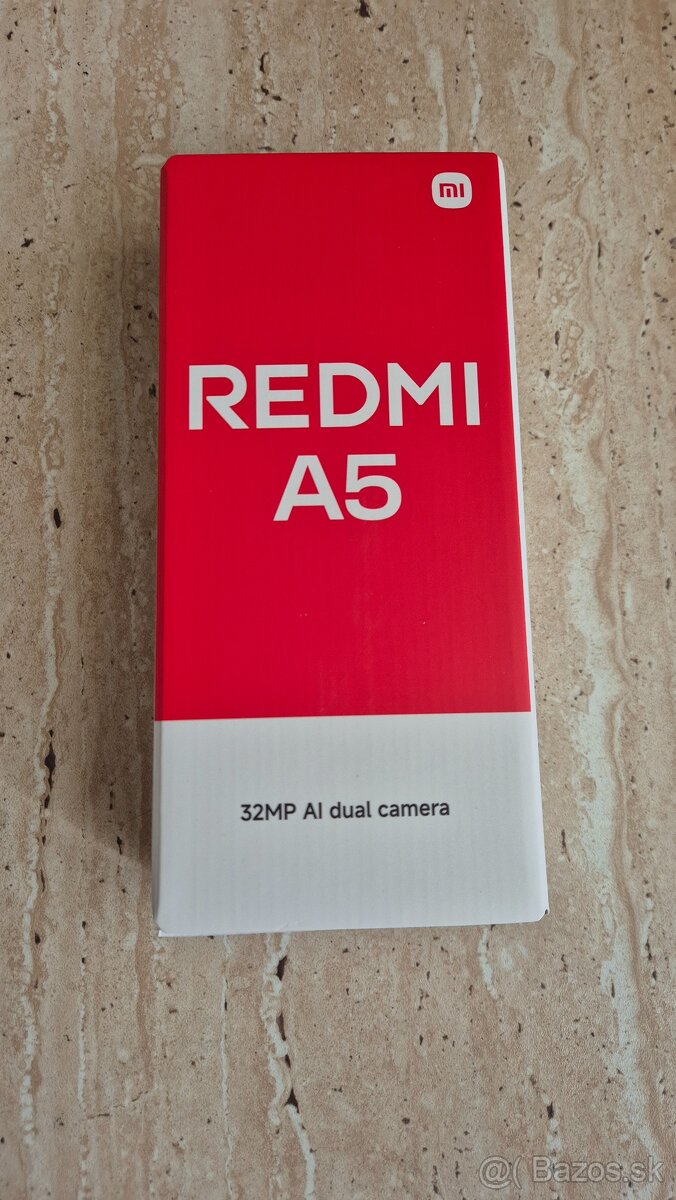 mi
REDMI
A5
32MP AI dual camera
@( Bazos.sk